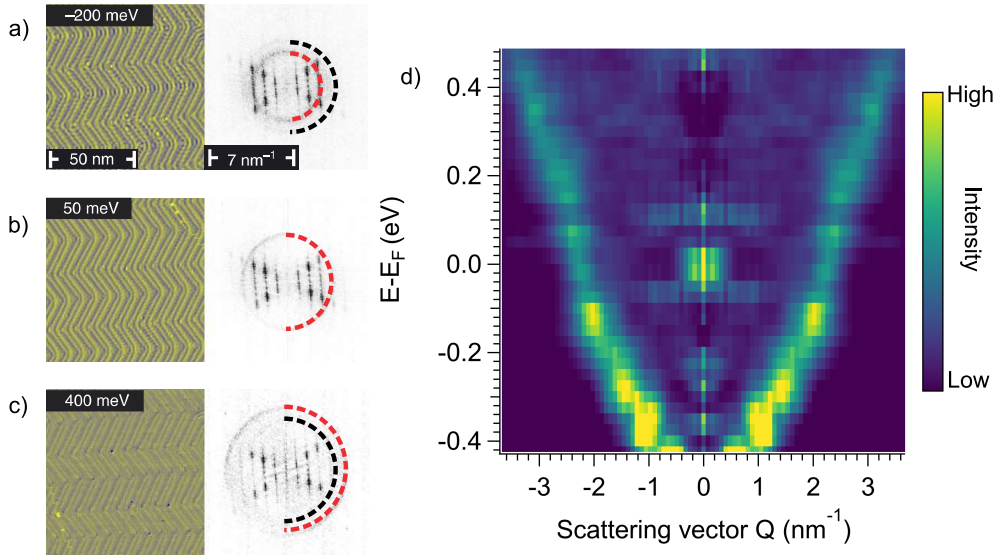 a)
−200 meV
50 nm
7 nm⁻¹
b)
50 meV
c)
400 meV
d)
0.4
0.2
0.0
-0.2
-0.4
E-E_F (eV)
-3 -2 -1 0 1 2 3
Scattering vector Q (nm⁻¹)
High
Intensity
Low